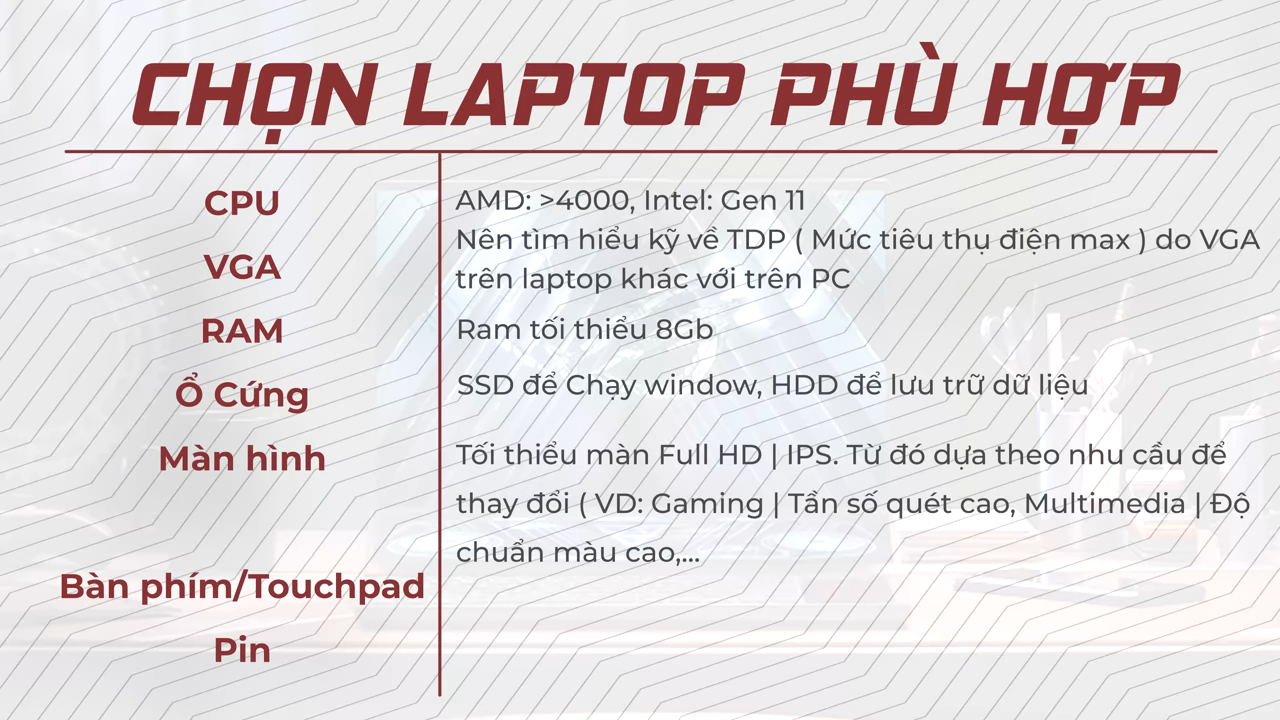 CHỌN LAPTOP PHÙ HỢP
CPU
AMD: >4000, Intel: Gen 11
VGA
Nên tìm hiểu kỹ về TDP ( Mức tiêu thụ điện max ) do VGA
trên laptop khác với trên PC
RAM
Ram tối thiểu 8Gb
Ổ Cứng
SSD để Chạy window, HDD để lưu trữ dữ liệu
Màn hình
Tối thiểu màn Full HD | IPS. Từ đó dựa theo nhu cầu để
thay đổi ( VD: Gaming | Tần số quét cao, Multimedia | Độ
chuẩn màu cao,...
Bàn phím/Touchpad
Pin